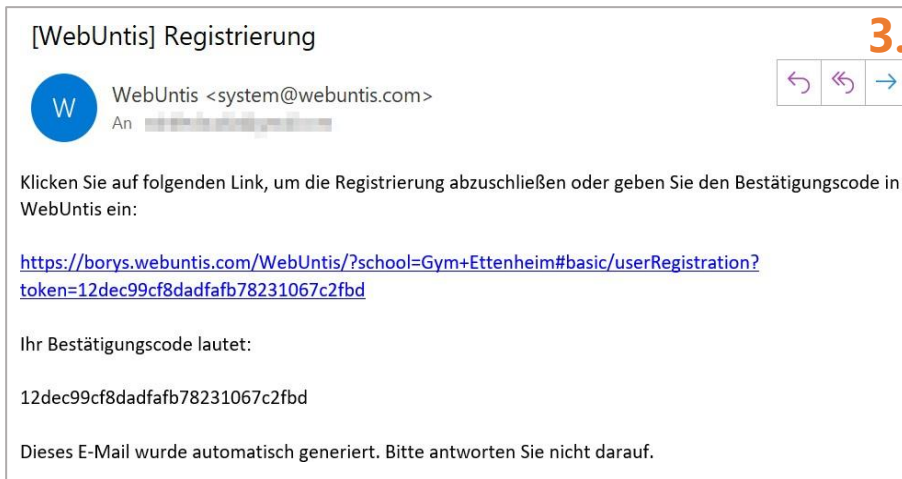 [WebUntis] Registrierung
3.
W
WebUntis <system@webuntis.com>
An
Klicken Sie auf folgenden Link, um die Registrierung abzuschließen oder geben Sie den Bestätigungscode in
WebUntis ein:
https://borys.webuntis.com/WebUntis/?school=Gym+Ettenheim#basic/userRegistration?
token=12dec99cf8dadfafb78231067c2fbd
Ihr Bestätigungscode lautet:
12dec99cf8dadfafb78231067c2fbd
Dieses E-Mail wurde automatisch generiert. Bitte antworten Sie nicht darauf.